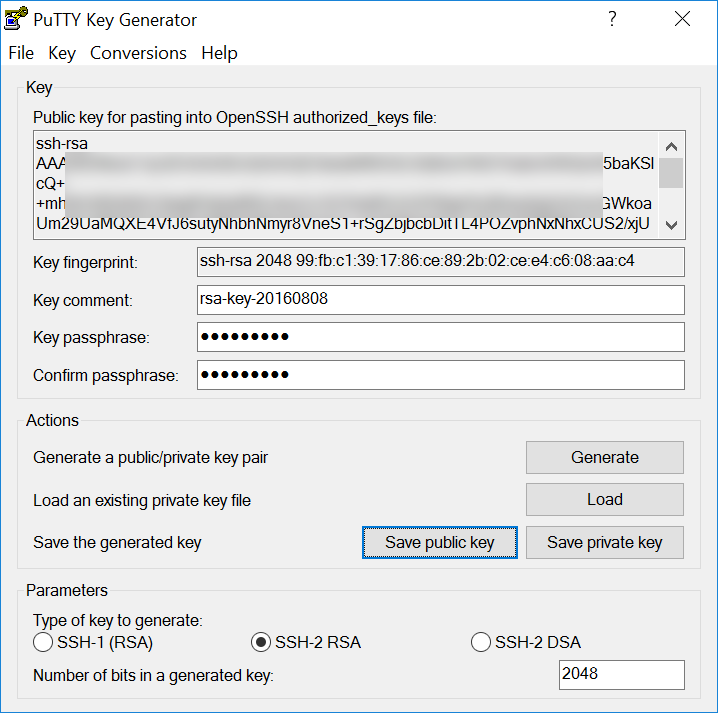 PuTTY Key Generator
?
File Key Conversions Help
Key
Public key for pasting into OpenSSH authorized_keys file:
ssh-rsa
AAA 5baKSl
cQ+
+mh GWkoa
Um29UaMQXE4VfJ6sutyNhbhNmyr8VneS1+rSgZbjbcbDitTL4POZvphNxNhxCUS2/xjU
Key fingerprint: ssh-rsa 2048 99:fb:c1:39:17:86:ce:89:2b:02:ce:e4:c6:08:aa:c4
Key comment: rsa-key-20160808
Key passphrase: ●●●●●●●●●
Confirm passphrase: ●●●●●●●●●
Actions
Generate a public/private key pair Generate
Load an existing private key file Load
Save the generated key Save public key Save private key
Parameters
Type of key to generate:
SSH-1 (RSA) SSH-2 RSA SSH-2 DSA
Number of bits in a generated key: 2048